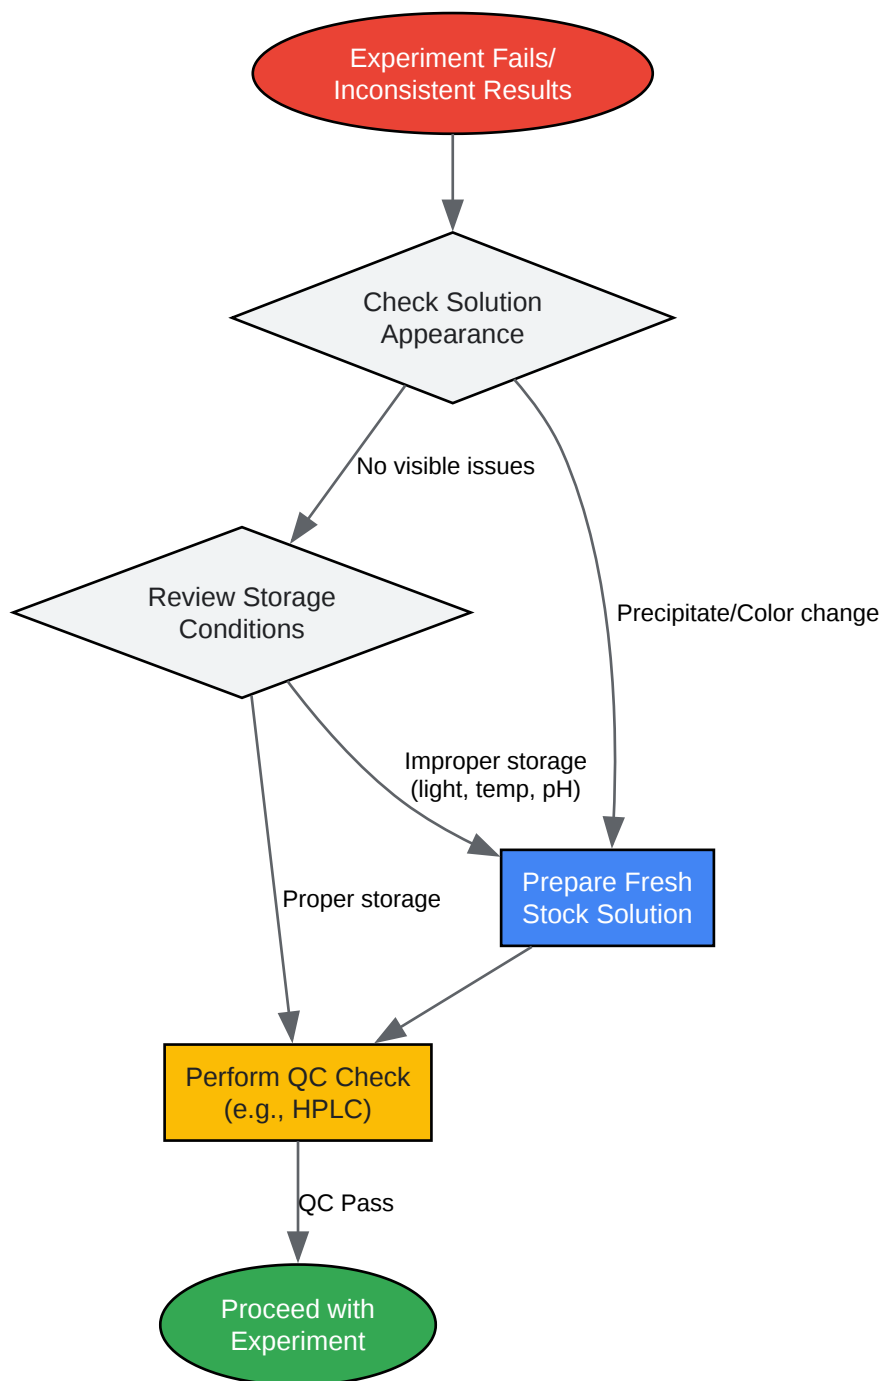 Experiment Fails/
Inconsistent Results
Check Solution
Appearance
No visible issues
Review Storage
Conditions
Precipitate/Color change
Improper storage
(light, temp, pH)
Prepare Fresh
Stock Solution
Proper storage
Perform QC Check
(e.g., HPLC)
QC Pass
Proceed with
Experiment